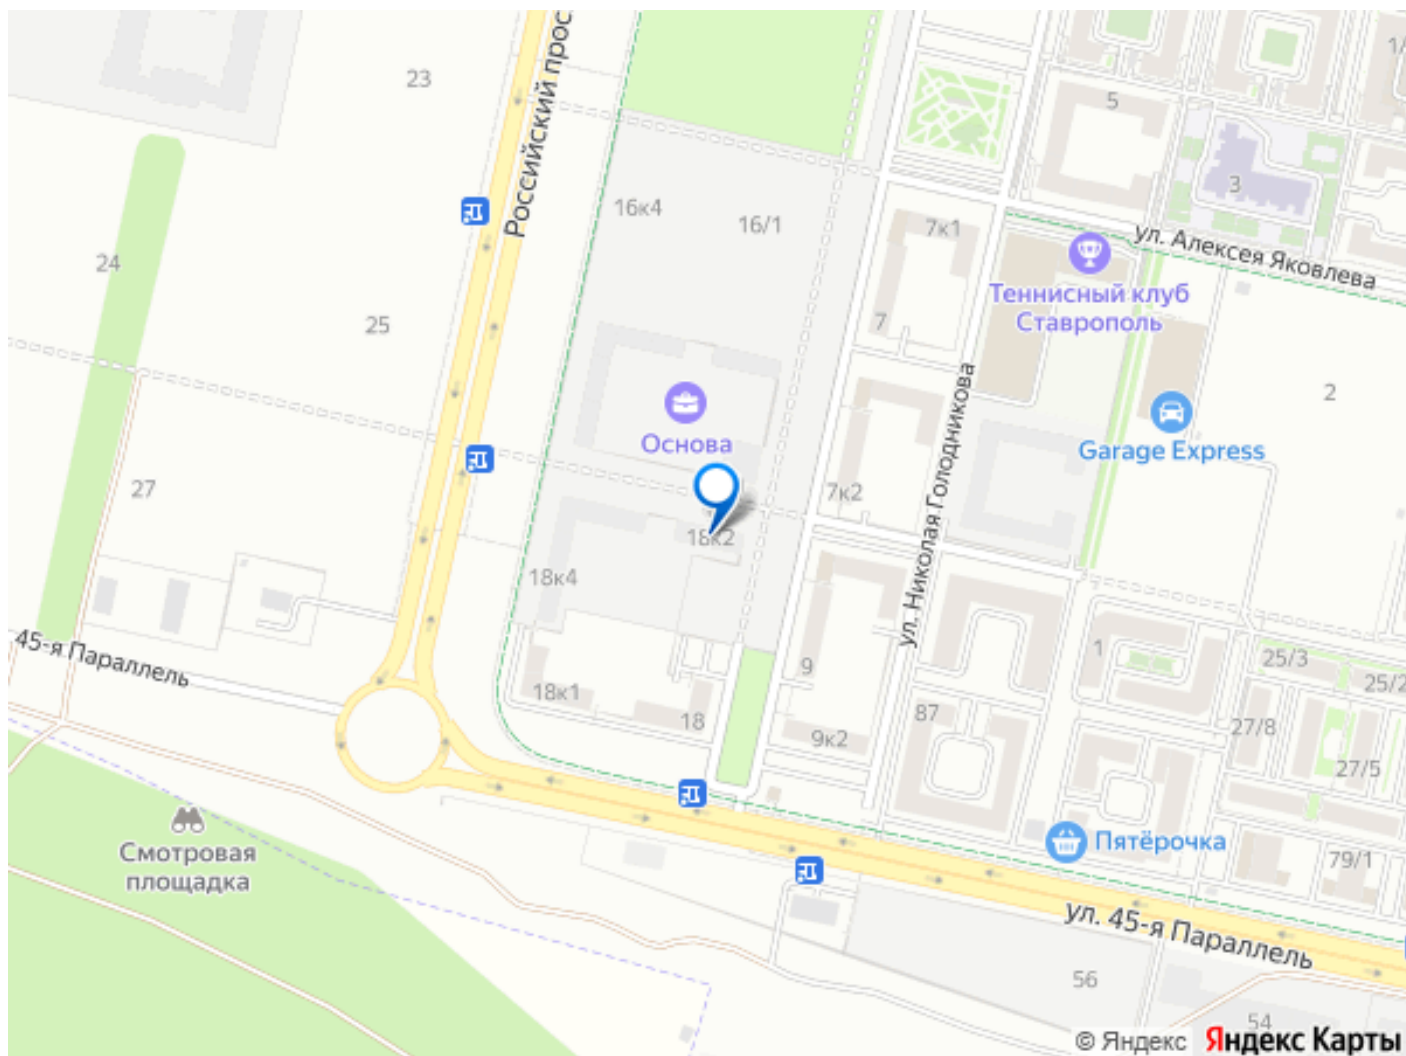 23
Российский прос
5
1/
3
16к4
16/1
7к1
ул. Алексея Яковлева
24
Теннисный клуб
Ставрополь
25
7
2
Основа
Garage Express
ул. Николая Голодникова
27
7к2
18к2
18к4
45-я Параллель
9
1
25/3
25/2
18к1
18
87
27/8
9к2
27/5
Смотровая
площадка
Пятёрочка
79/1
ул. 45-я Параллель
56
54
© Яндекс Яндекс Карты